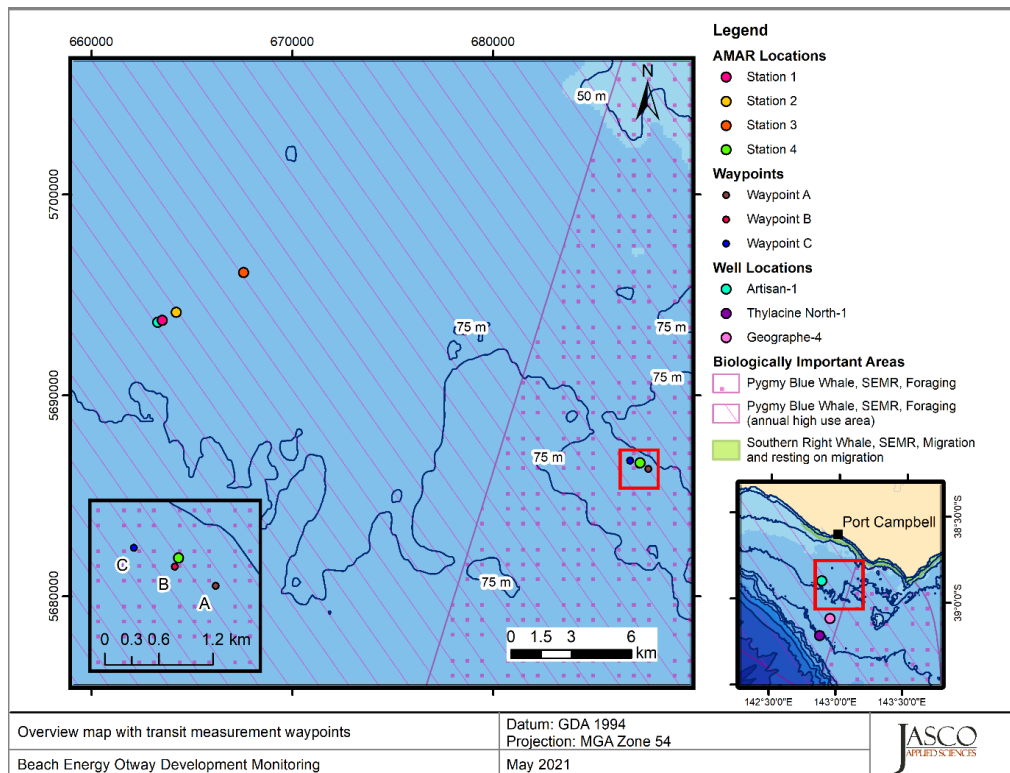 660000
670000
680000
5700000
5690000
5680000
N
50 m
75 m
75 m
75 m
75 m
75 m
C
B
A
0 0.3 0.6 1.2 km
0 1.5 3 6
km
Legend
AMAR Locations
Station 1
Station 2
Station 3
Station 4
Waypoints
Waypoint A
Waypoint B
Waypoint C
Well Locations
Artisan-1
Thylacine North-1
Geographe-4
Biologically Important Areas
Pygmy Blue Whale, SEMR, Foraging
Pygmy Blue Whale, SEMR, Foraging
(annual high use area)
Southern Right Whale, SEMR, Migration
and resting on migration
Port Campbell
38°30'0"S
39°0'0"S
142°30'0"E 143°0'0"E 143°30'0"E
Overview map with transit measurement waypoints
Beach Energy Otway Development Monitoring
Datum: GDA 1994
Projection: MGA Zone 54
May 2021
JASCO
APPLIED SCIENCES